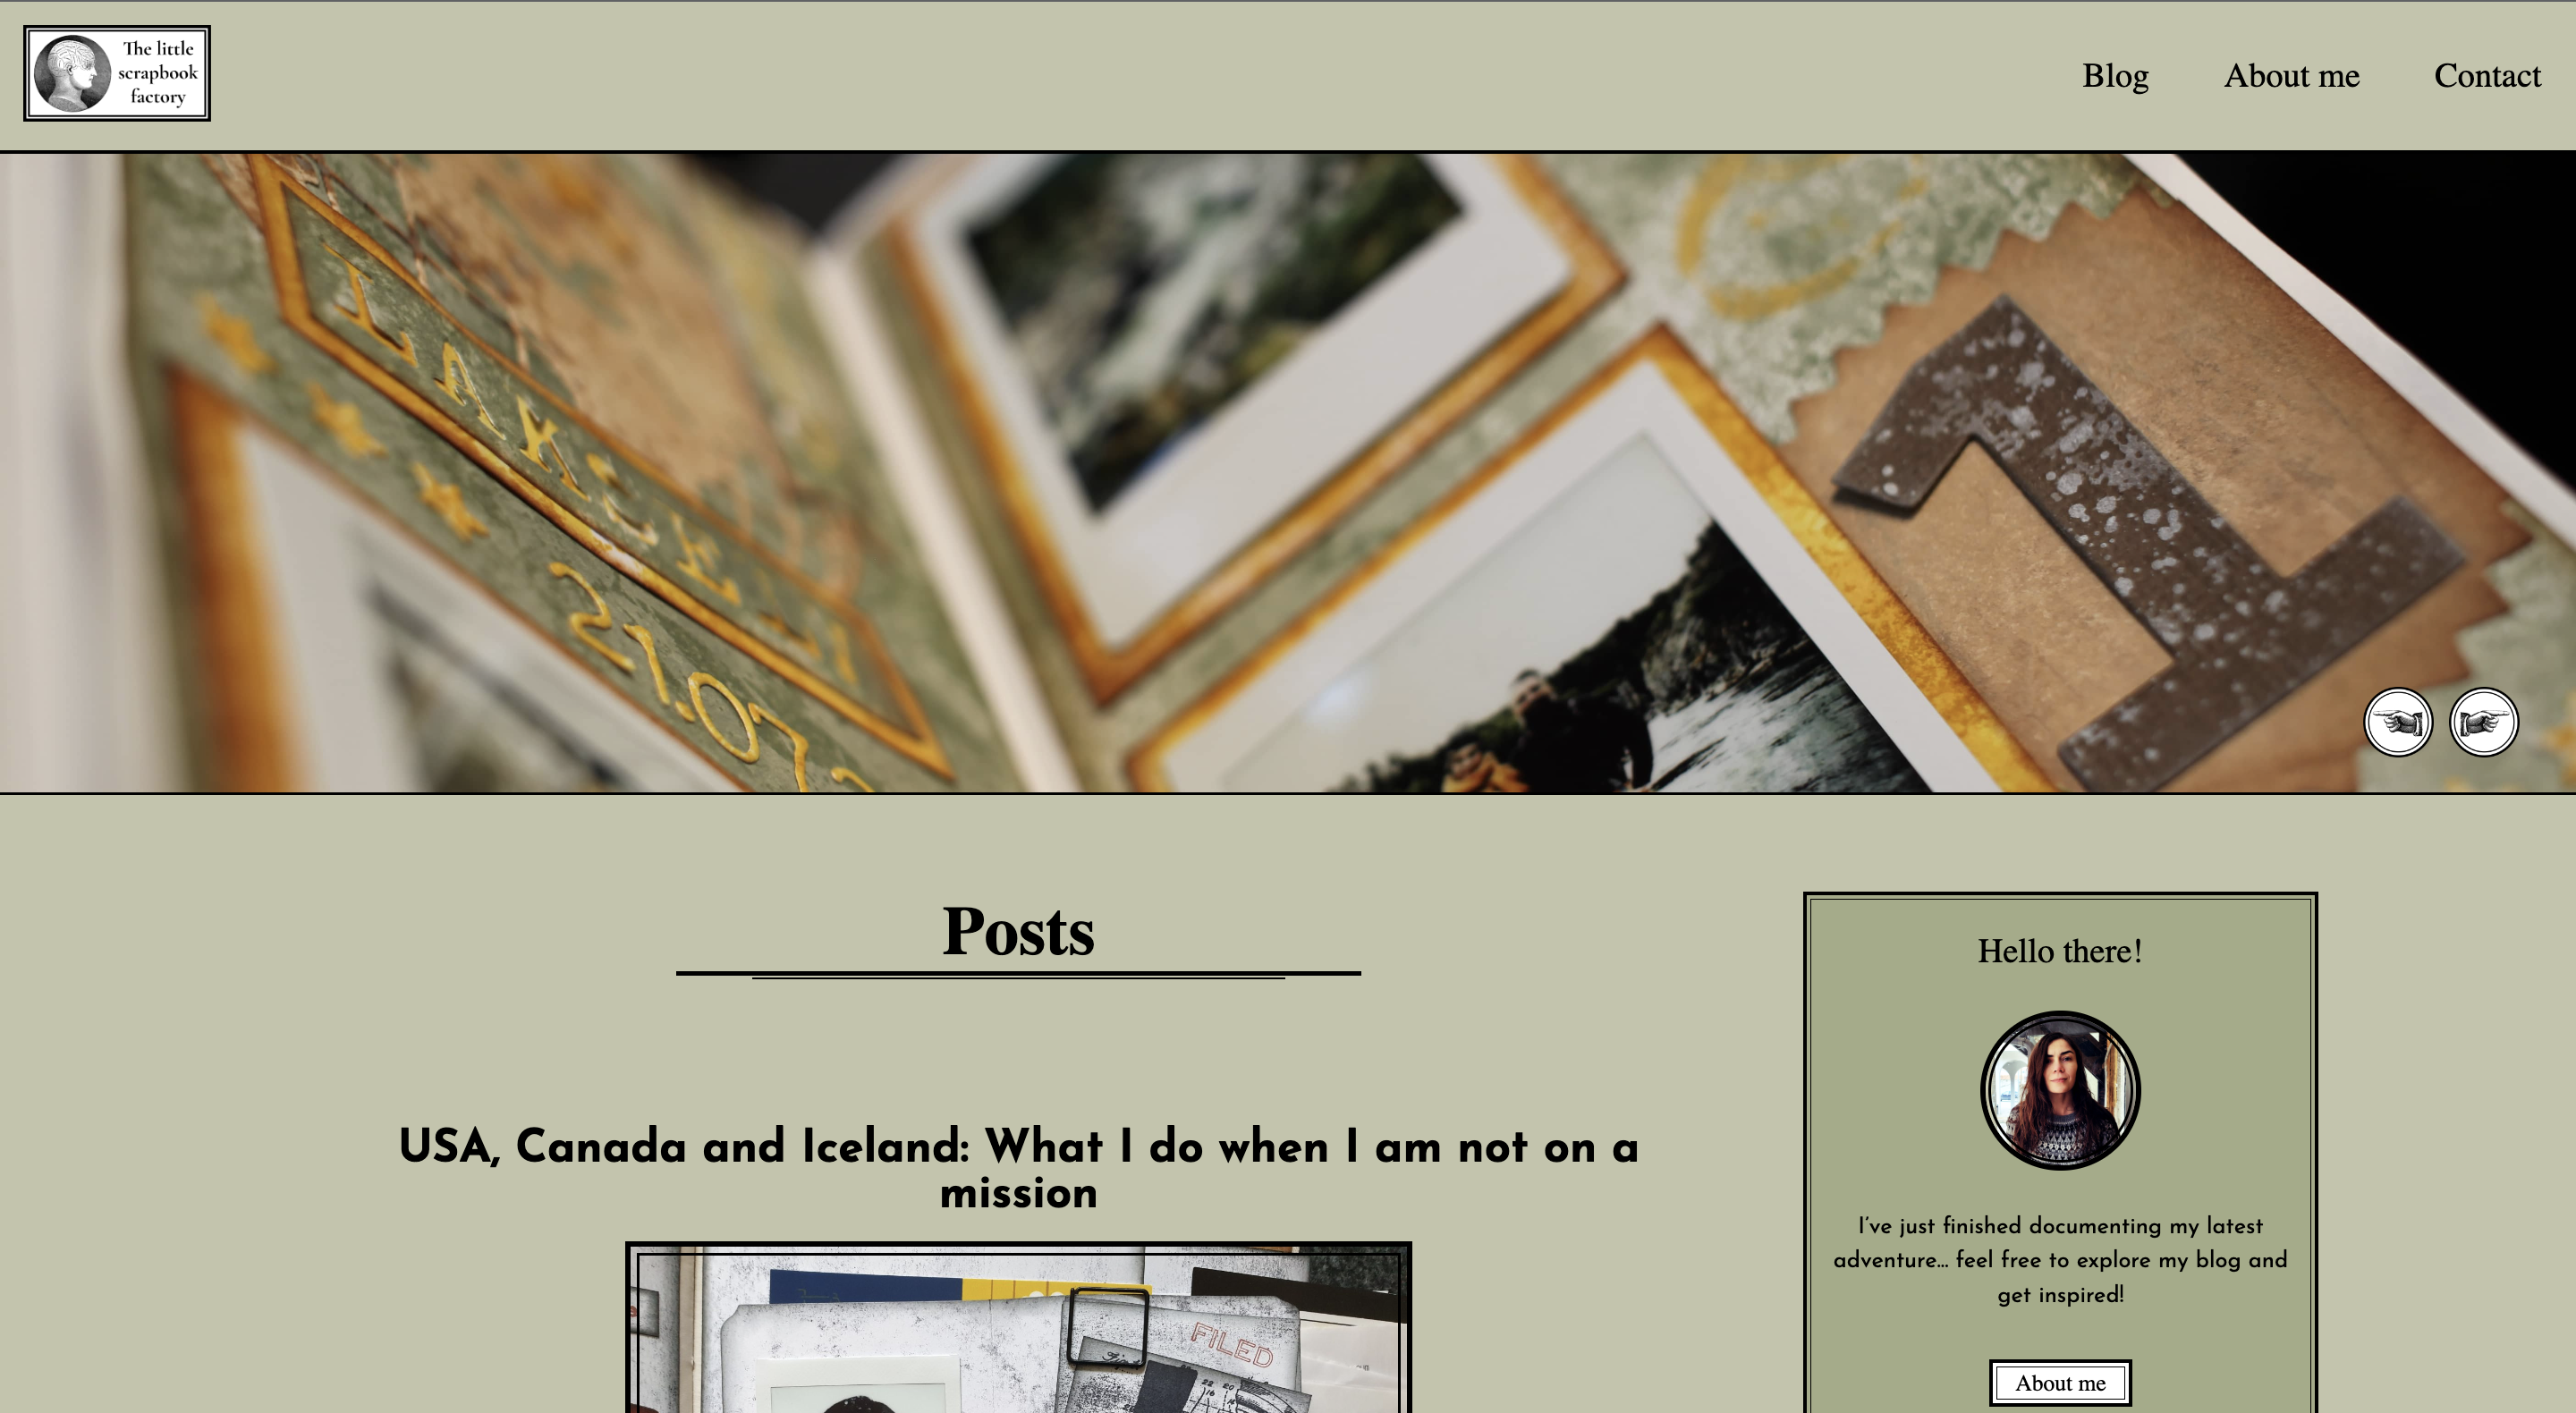 The little
scrapbook
factory
Blog
About me
Contact
21.07
Posts
USA, Canada and Iceland: What I do when I am not on a
mission
FILED
Hello there!
I've just finished documenting my latest
adventure... feel free to explore my blog and
get inspired!
About me